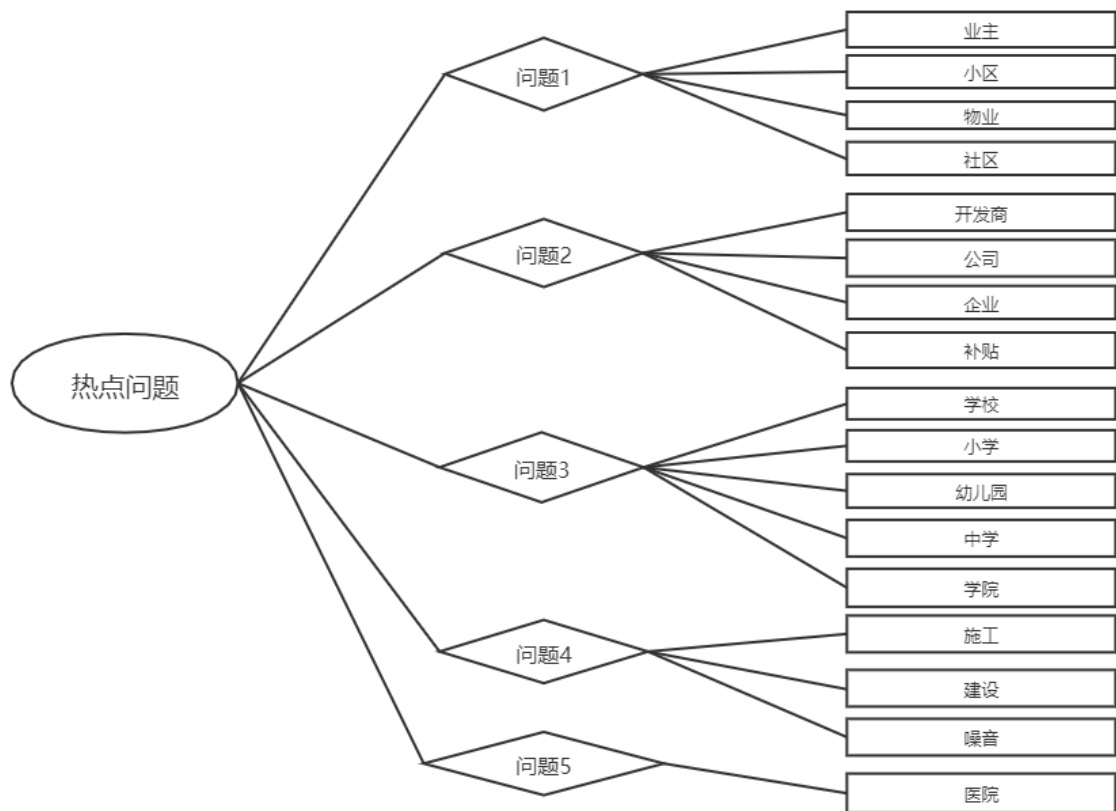 热点问题
问题1
业主
小区
物业
社区
问题2
开发商
公司
企业
补贴
问题3
学校
小学
幼儿园
中学
学院
问题4
施工
建设
噪音
问题5
医院